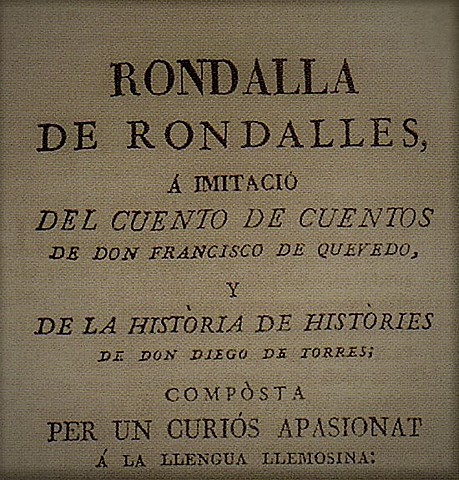 RONDALLA
DE RONDALLES,
Á IMITACIÓ
DEL CUENTO DE CUENTOS
DE DON FRANCISCO DE QUEVEDO,
Y
DE LA HISTÒRIA DE HISTÒRIES
DE DON DIEGO DE TORRES;
COMPÒSTA
PER UN CURIÓS APASIONAT
Á LA LLENGUA LLEMOSINA: